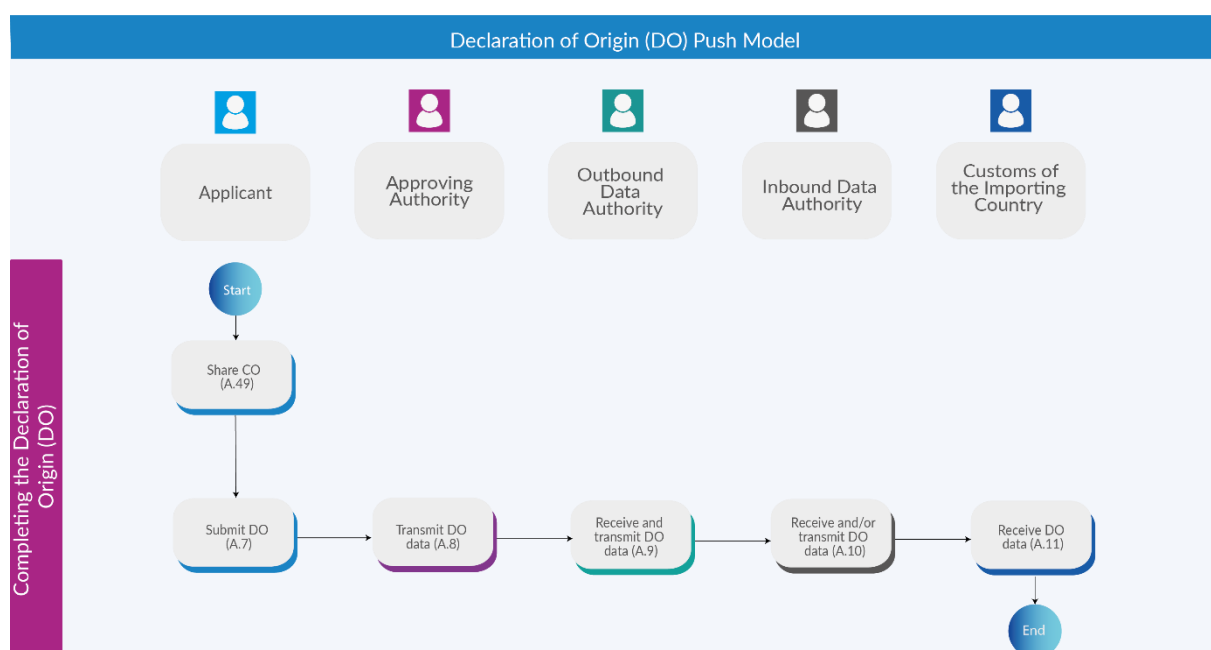 Declaration of Origin (DO) Push Model
Applicant
Approving
Authority
Outbound
Data
Authority
Inbound Data
Authority
Customs of
the Importing
Country
Completing the Declaration of
Origin (DO)
Start
Share CO
(A.49)
Submit DO
(A.7)
Transmit DO
data (A.8)
Receive and
transmit DO
data (A.9)
Receive and/or
transmit DO
data (A.10)
Receive DO
data (A.11)
End